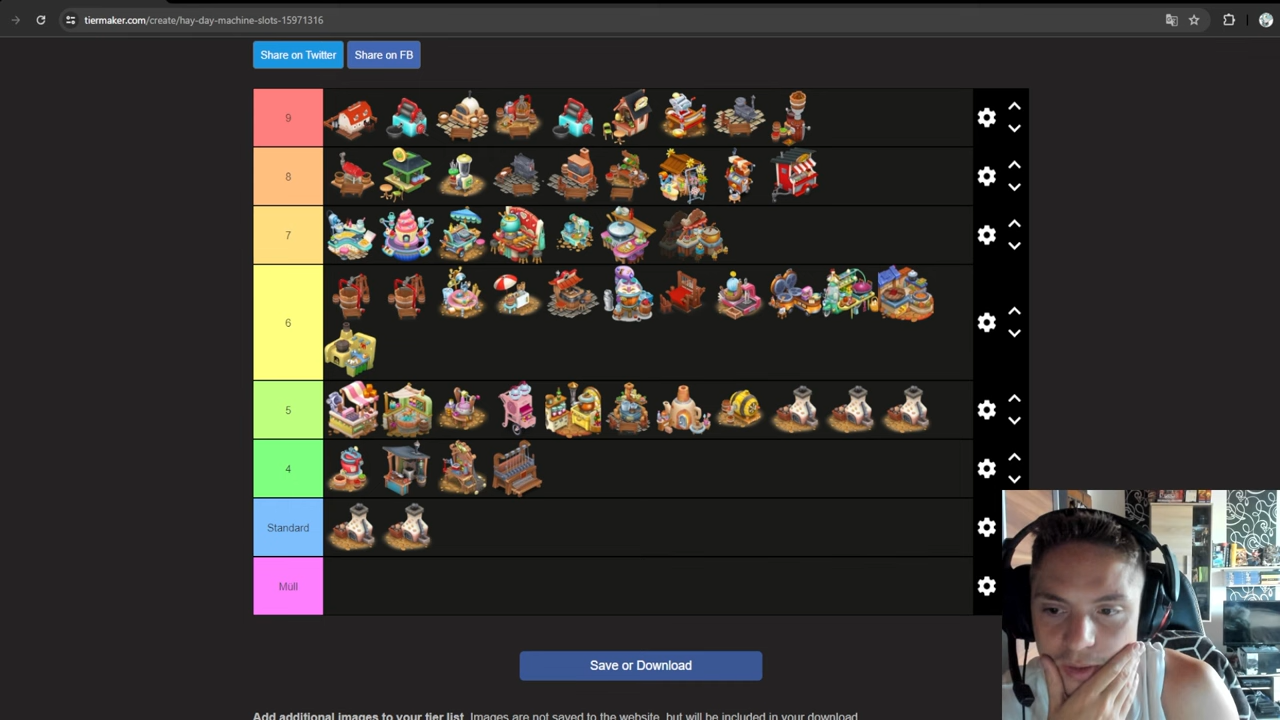 tiermaker.com/create/hay-day-machine-slots-15971316
Share on Twitter
Share on FB
9
8
7
6
5
4
Standard
Müll
Save or Download
Add additional images to your tier list. Images are not saved to the website, but will be included in your download